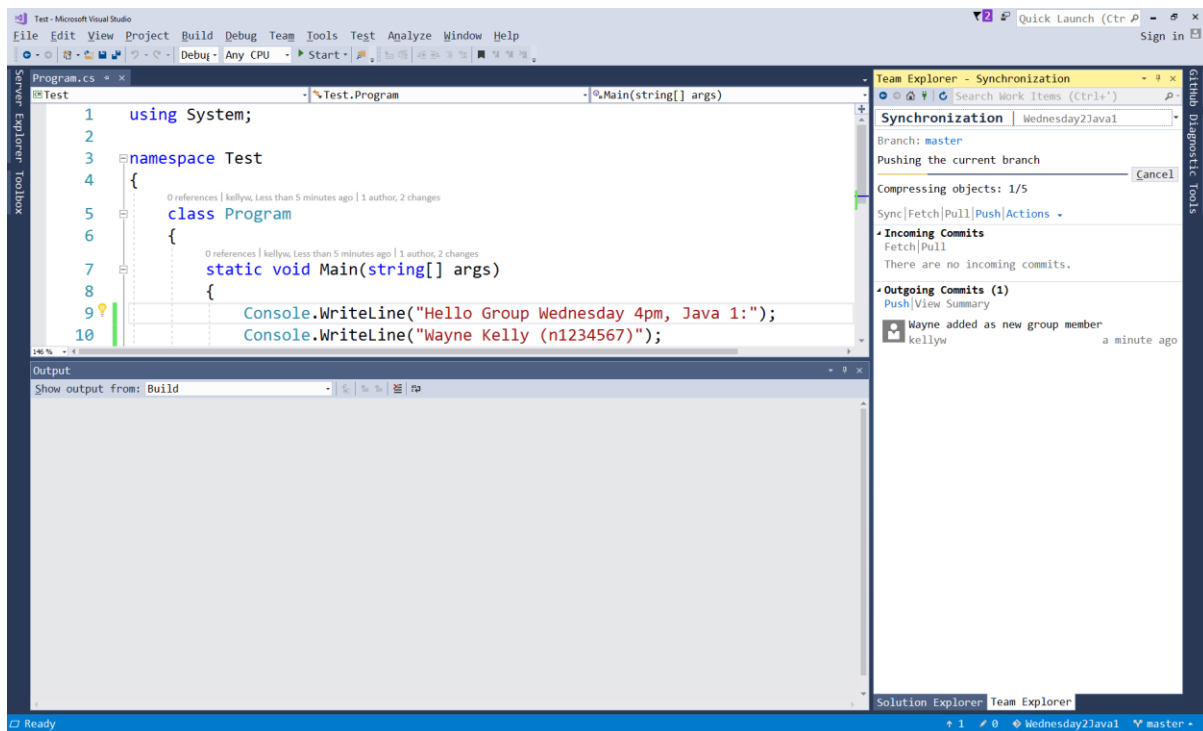 Test - Microsoft Visual Studio
2
Quick Launch (Ctr
File Edit View Project Build Debug Team Tools Test Analyze Window Help
Sign in
Debug Any CPU Start
Server Explorer
Toolbox
Program.cs
Test
Test.Program
Main(string[] args)
1 using System;
2
3 namespace Test
4 {
0 references | kellyw, Less than 5 minutes ago | 1 author, 2 changes
5 class Program
6 {
0 references | kellyw, Less than 5 minutes ago | 1 author, 2 changes
7 static void Main(string[] args)
8 {
9 Console.WriteLine("Hello Group Wednesday 4pm, Java 1:");
10 Console.WriteLine("Wayne Kelly (n1234567)");
146 %
Output
Show output from: Build
Team Explorer - Synchronization
Search Work Items (Ctrl+')
Synchronization | Wednesday2Java1
Branch: master
Pushing the current branch
Cancel
Compressing objects: 1/5
Sync | Fetch | Pull | Push | Actions
Incoming Commits
Fetch | Pull
There are no incoming commits.
Outgoing Commits (1)
Push | View Summary
Wayne added as new group member
kellyw a minute ago
Solution Explorer Team Explorer
GitHub
Diagnostic Tools
Ready
1 0 Wednesday2Java1 master